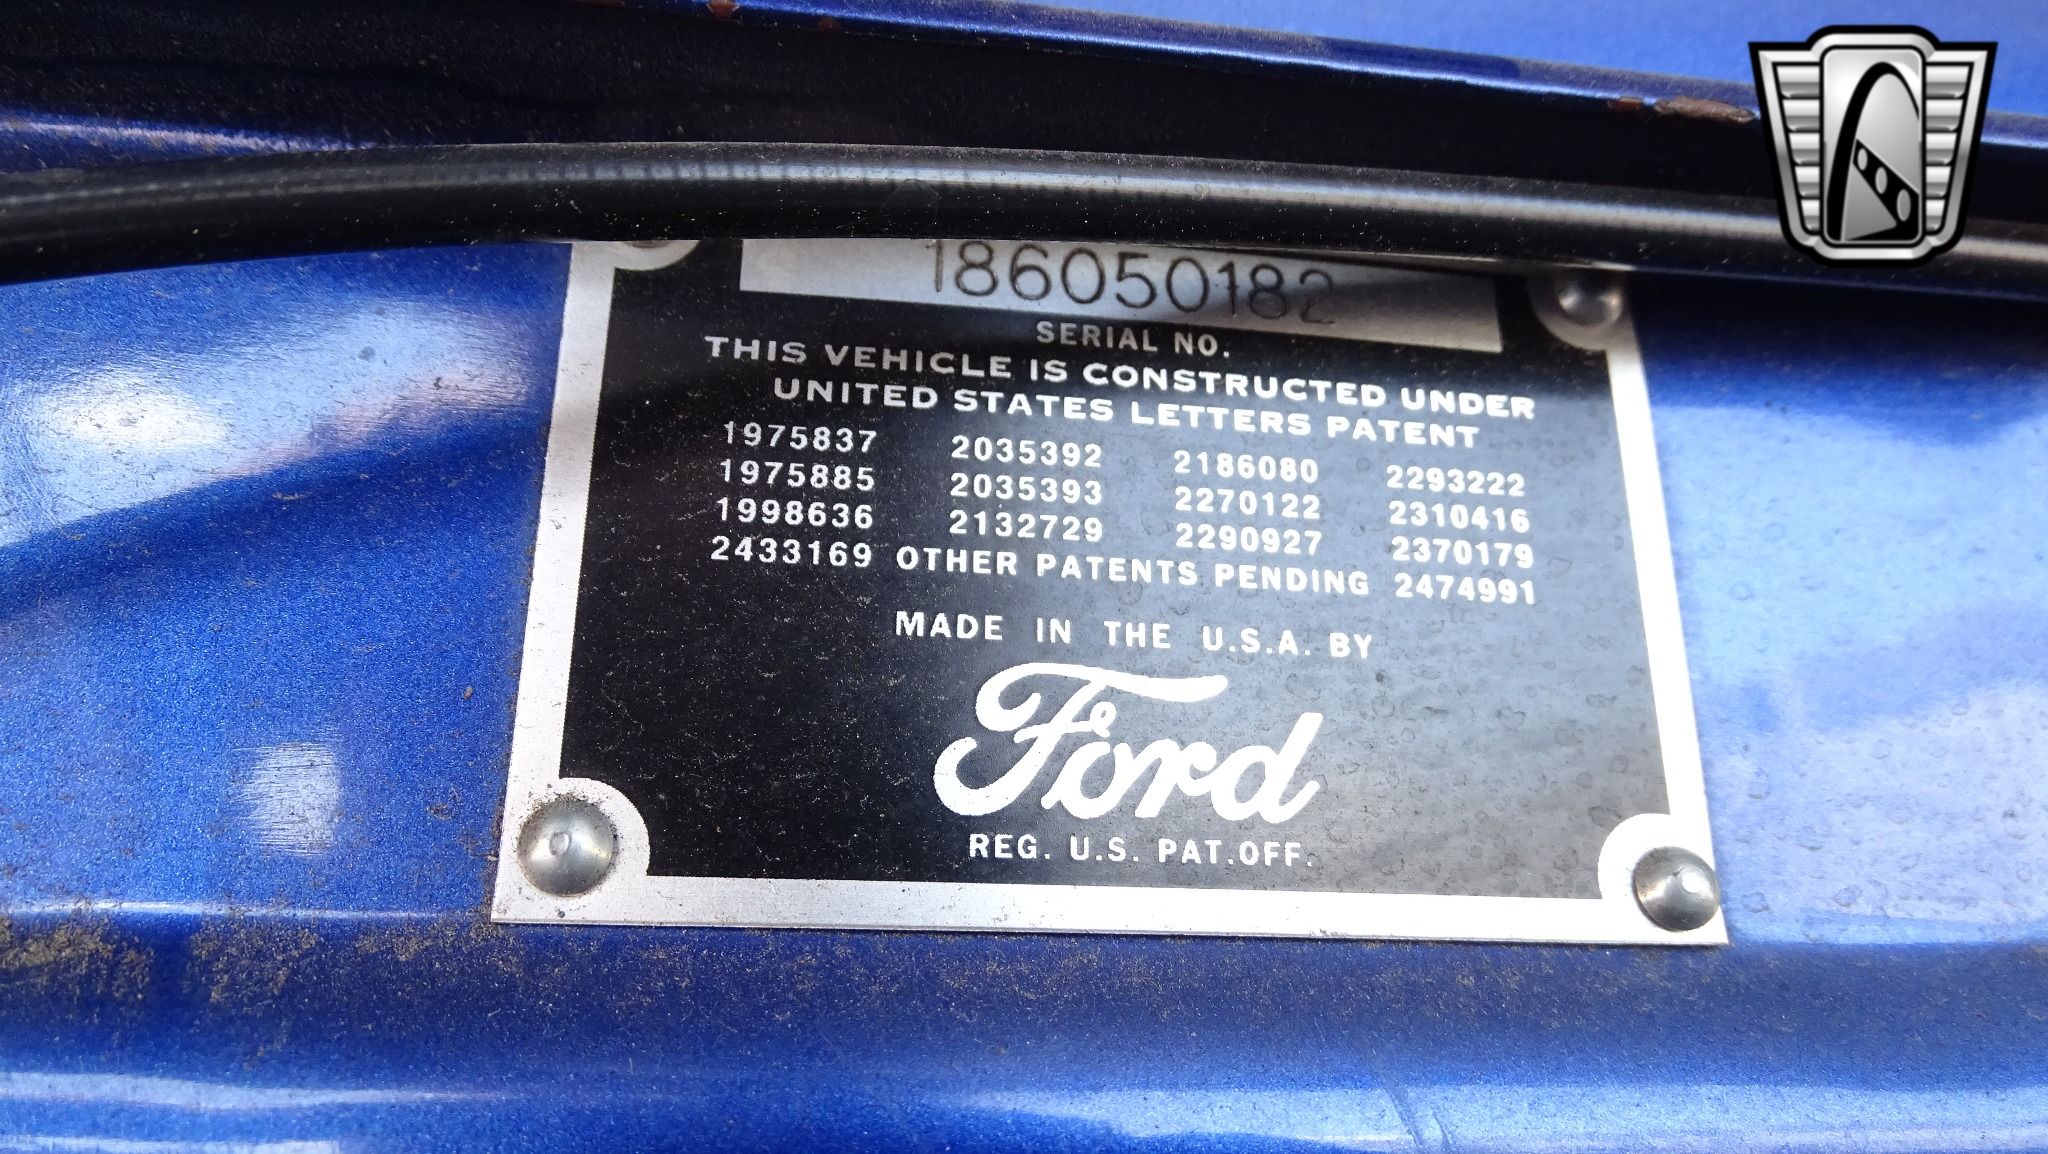 186050182
SERIAL NO.
THIS VEHICLE IS CONSTRUCTED UNDER
UNITED STATES LETTERS PATENT
1975837 2035392 2186080 2293222
1975885 2035393 2270122 2310416
1998636 2132729 2290927 2370179
2433169 OTHER PATENTS PENDING 2474991
MADE IN THE U.S.A. BY
Ford
REG. U.S. PAT.OFF.